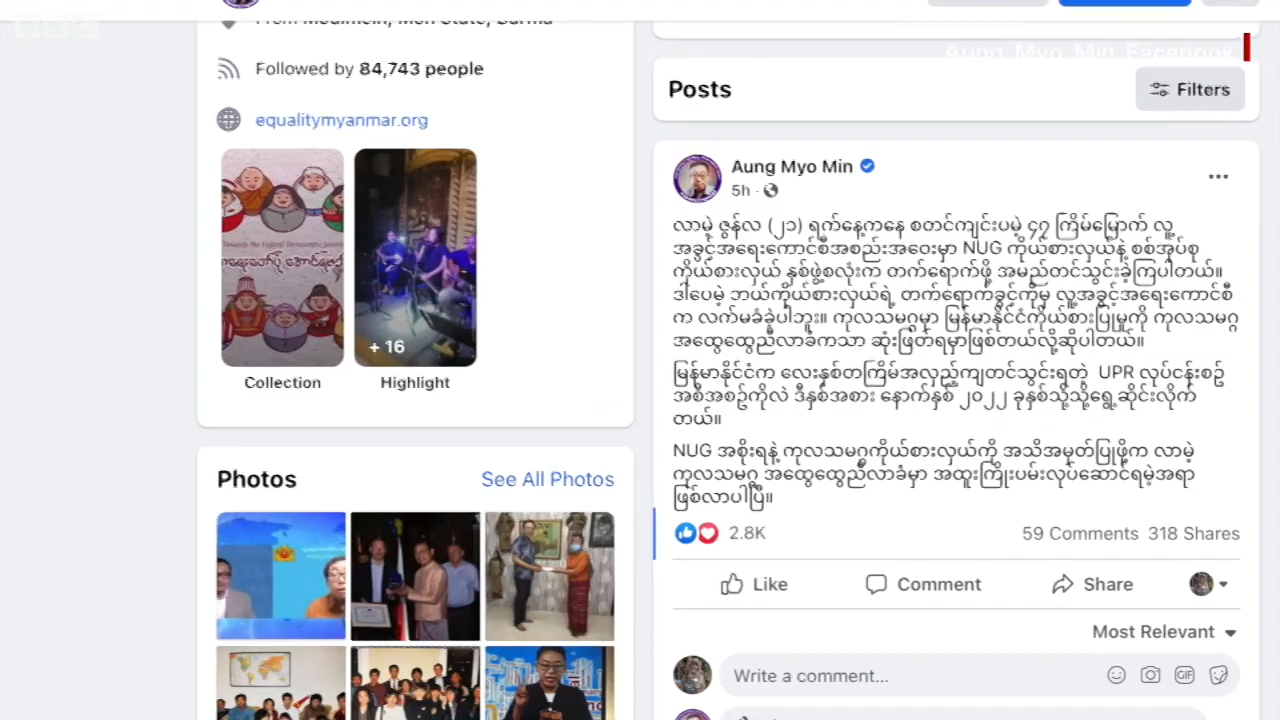 From Moulmein, Mon State, Burma
Followed by 84,743 people
equalitymyanmar.org
+ 16
Collection
Highlight
Photos
See All Photos
Aung Myo Min Facebook
Posts
Filters
Aung Myo Min
5h
လာမဲ့ ဇွန်လ (၂၁) ရက်နေ့ကနေ စတင်ကျင်းပမဲ့ ၄၇ ကြိမ်မြောက် လူ့
အခွင့်အရေးကောင်စီအစည်းအဝေးမှာ NUG ကိုယ်စားလှယ်နဲ့ စစ်အုပ်စု
ကိုယ်စားလှယ် နှစ်ဖွဲ့စလုံးက တက်ရောက်ဖို့ အမည်တင်သွင်းခဲ့ကြပါတယ်။
ဒါပေမဲ့ ဘယ်ကိုယ်စားလှယ်ရဲ့ တက်ရောက်ခွင့်ကိုမှ လူ့အခွင့်အရေးကောင်စီ
က လက်မခံခဲ့ပါဘူး။ ကုလသမဂ္ဂမှာ မြန်မာနိုင်ငံကိုယ်စားပြုမှုကို ကုလသမဂ္ဂ
အထွေထွေညီလာခံကသာ ဆုံးဖြတ်ရမှာဖြစ်တယ်လို့ဆိုပါတယ်။
မြန်မာနိုင်ငံက လေးနှစ်တကြိမ်အလှည့်ကျတင်သွင်းရတဲ့ UPR လုပ်ငန်းစဉ်
အစီအစဉ်ကိုလဲ ဒီနှစ်အစား နောက်နှစ် ၂၀၂၂ ခုနှစ်သို့သို့ရွှေ့ဆိုင်းလိုက်
တယ်။
NUG အစိုးရနဲ့ ကုလသမဂ္ဂကိုယ်စားလှယ်ကို အသိအမှတ်ပြုဖို့က လာမဲ့
ကုလသမဂ္ဂ အထွေထွေညီလာခံမှာ အထူးကြိုးပမ်းလုပ်ဆောင်ရမဲ့အရာ
ဖြစ်လာပါပြီ။
2.8K
59 Comments 318 Shares
Like
Comment
Share
Most Relevant
Write a comment...
GIF